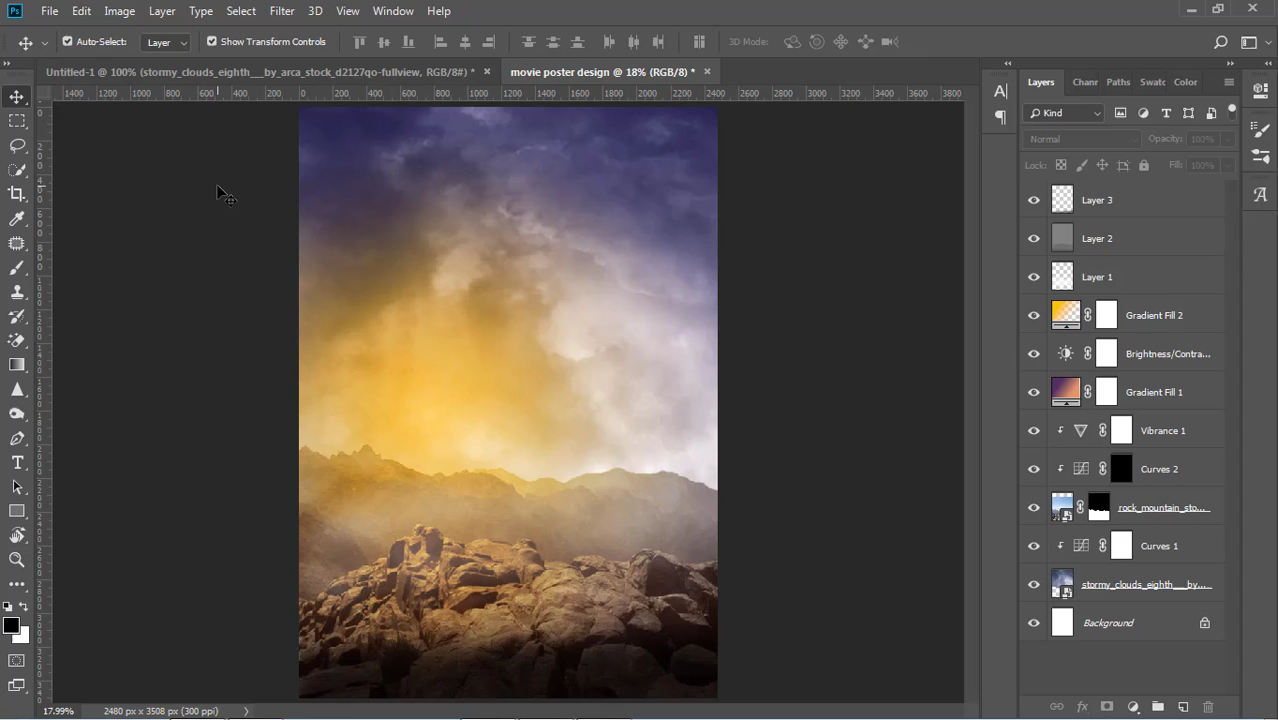 Ps File Edit Image Layer Type Select Filter 3D View Window Help
Auto-Select: Layer Show Transform Controls 3D Mode:
Untitled-1 @ 100% (stormy_clouds_eighth___by_arca_stock_d2127qo-fullview, RGB/8#) * × movie poster design @ 18% (RGB/8) * ×
1400 1200 1000 800 600 400 200 0 200 400 600 800 1000 1200 1400 1600 1800 2000 2200 2400 2600 2800 3000 3200 3400 3600 3800
Layers Chanr Paths Swatc Color
Kind
Normal Opacity: 100%
Lock: Fill: 100%
Layer 3
Layer 2
Layer 1
Gradient Fill 2
Brightness/Contra...
Gradient Fill 1
Vibrance 1
Curves 2
rock_mountain_sto...
Curves 1
stormy_clouds_eighth___by...
Background
17.99% 2480 px x 3508 px (300 ppi)